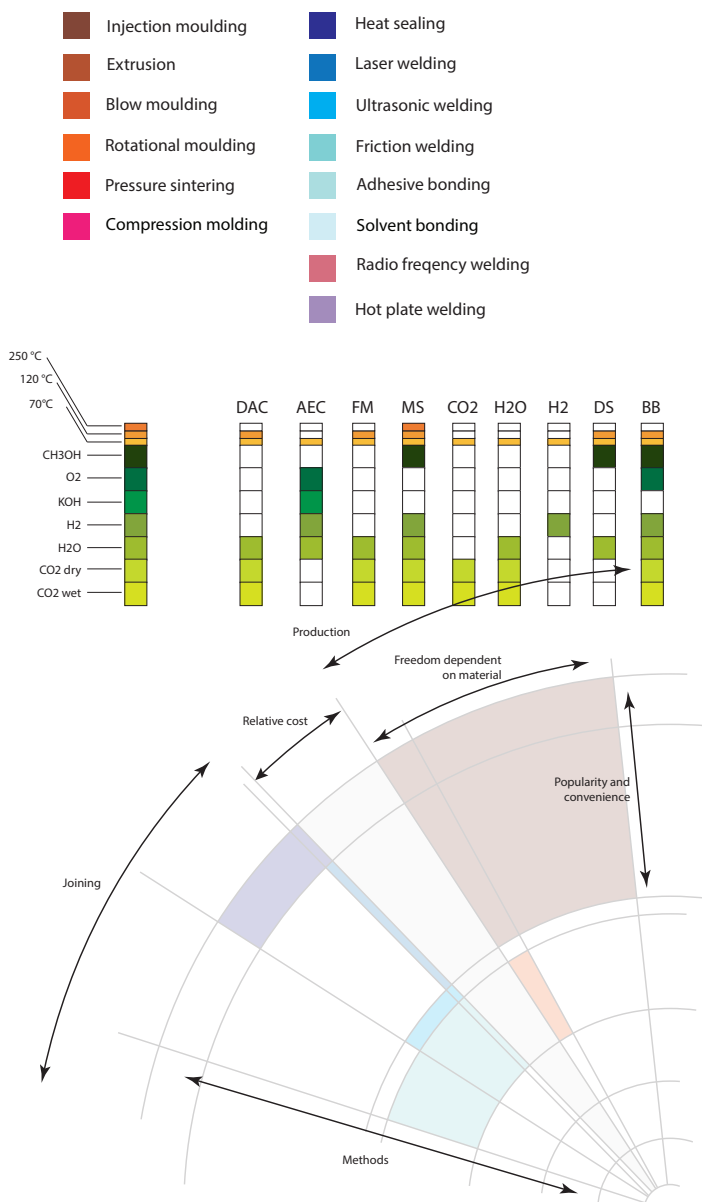 Injection moulding
Extrusion
Blow moulding
Rotational moulding
Pressure sintering
Compression molding
Heat sealing
Laser welding
Ultrasonic welding
Friction welding
Adhesive bonding
Solvent bonding
Radio freqency welding
Hot plate welding
250 °C
120 °C
70°C
DAC AEC FM MS CO2 H2O H2 DS BB
CH3OH
O2
KOH
H2
H2O
CO2 dry
CO2 wet
Production
Freedom dependent
on material
Relative cost
Popularity and
convenience
Joining
Methods